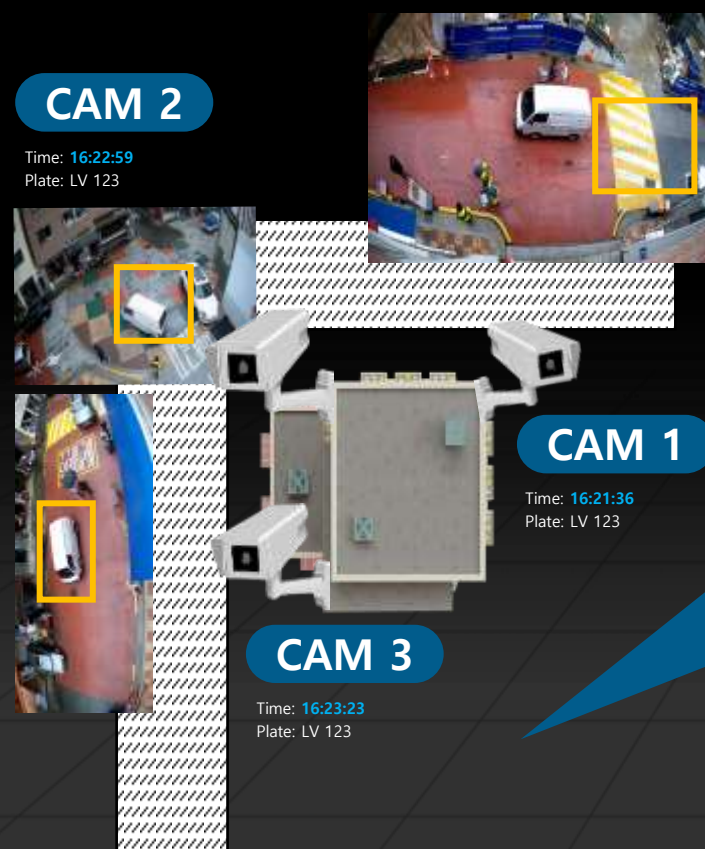 CAM 2
Time: 16:22:59
Plate: LV 123
CAM 1
Time: 16:21:36
Plate: LV 123
CAM 3
Time: 16:23:23
Plate: LV 123